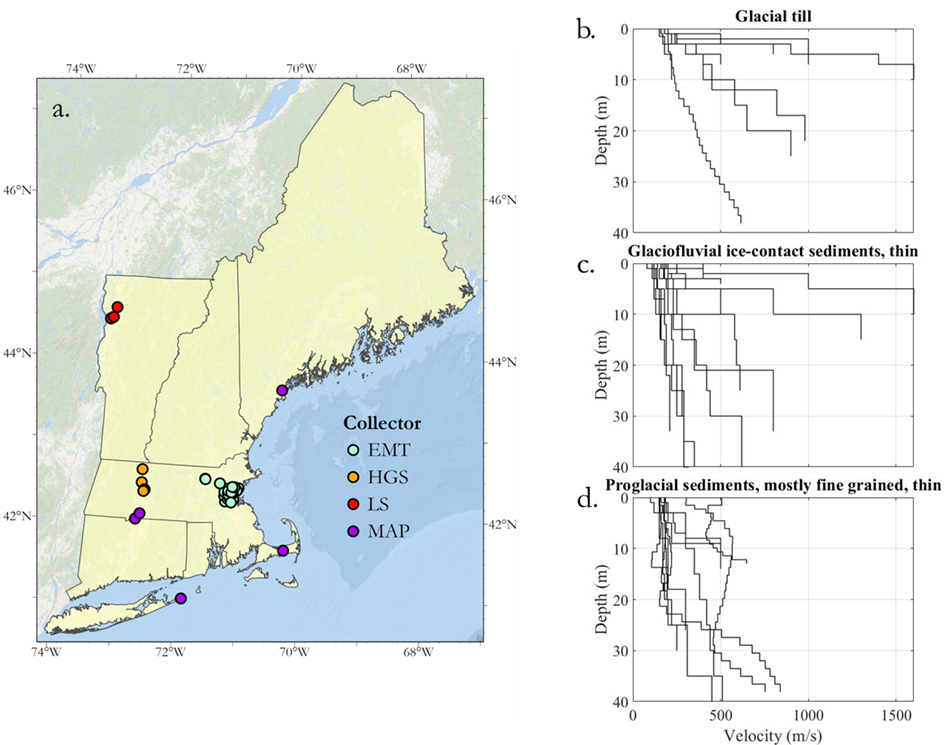 74°W 72°W 70°W 68°W
a.
46°N
46°N
44°N
44°N
42°N
42°N
Collector
EMT
HGS
LS
MAP
74°W 72°W 70°W 68°W
b.
Glacial till
0
10
20
30
40
Depth (m)
c.
Glaciofluvial ice-contact sediments, thin
0
10
20
30
40
Depth (m)
d.
Proglacial sediments, mostly fine grained, thin
0
10
20
30
40
Depth (m)
0 500 1000 1500
Velocity (m/s)